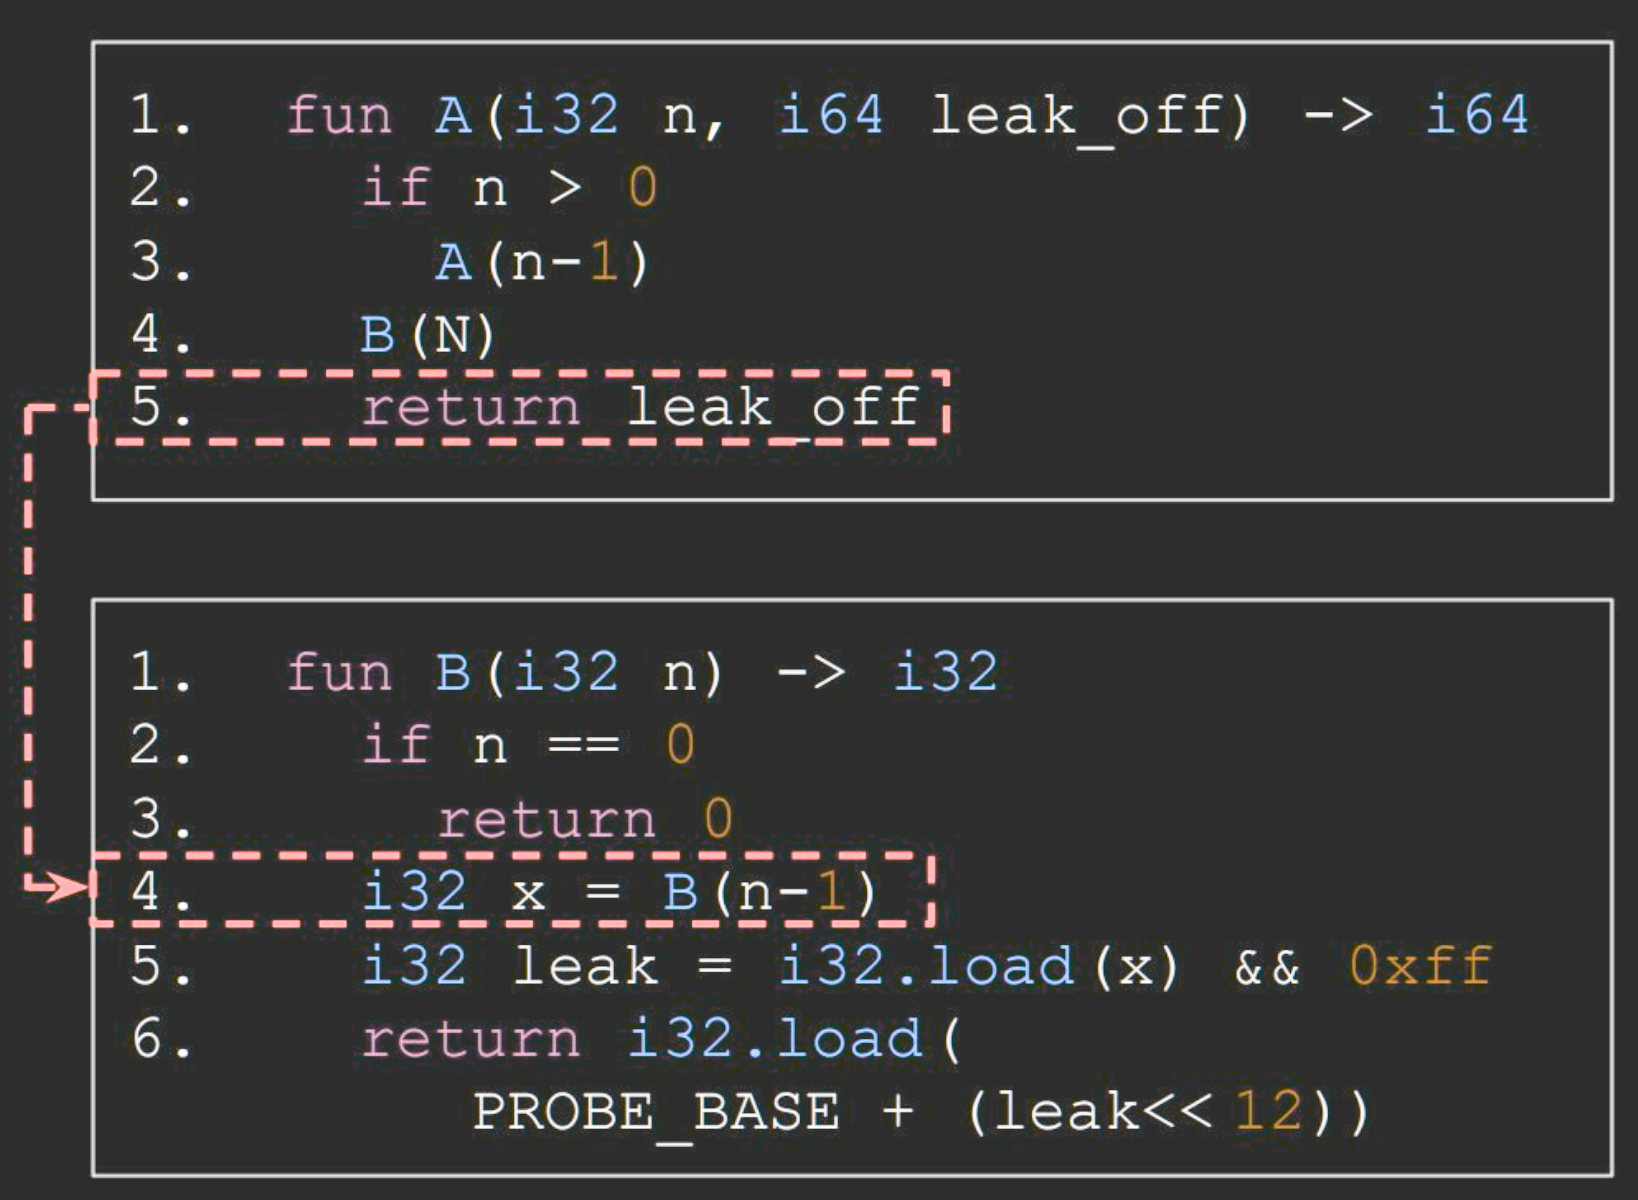 1. fun A(i32 n, i64 leak_off) -> i64
2. if n > 0
3. A(n-1)
4. B(N)
5. return leak_off
1. fun B(i32 n) -> i32
2. if n == 0
3. return 0
4. i32 x = B(n-1)
5. i32 leak = i32.load(x) && 0xff
6. return i32.load(
PROBE_BASE + (leak<<12))